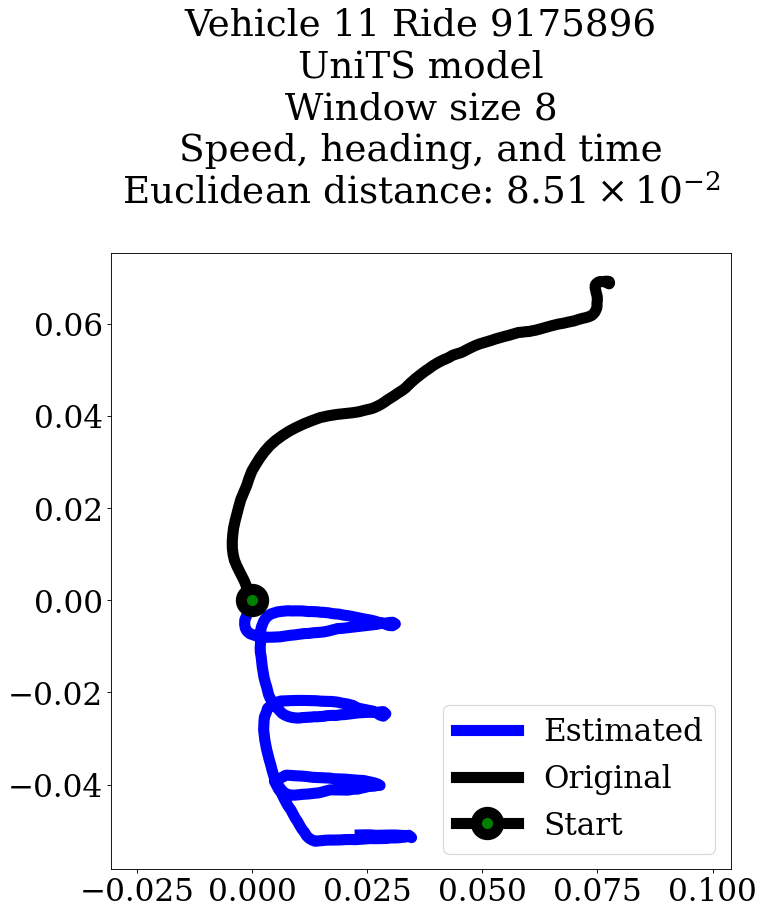 Vehicle 11 Ride 9175896
UniTS model
Window size 8
Speed, heading, and time
Euclidean distance: 8.51 × 10⁻²
0.06
0.04
0.02
0.00
−0.02
−0.04
Estimated
Original
Start
−0.025 0.000 0.025 0.050 0.075 0.100